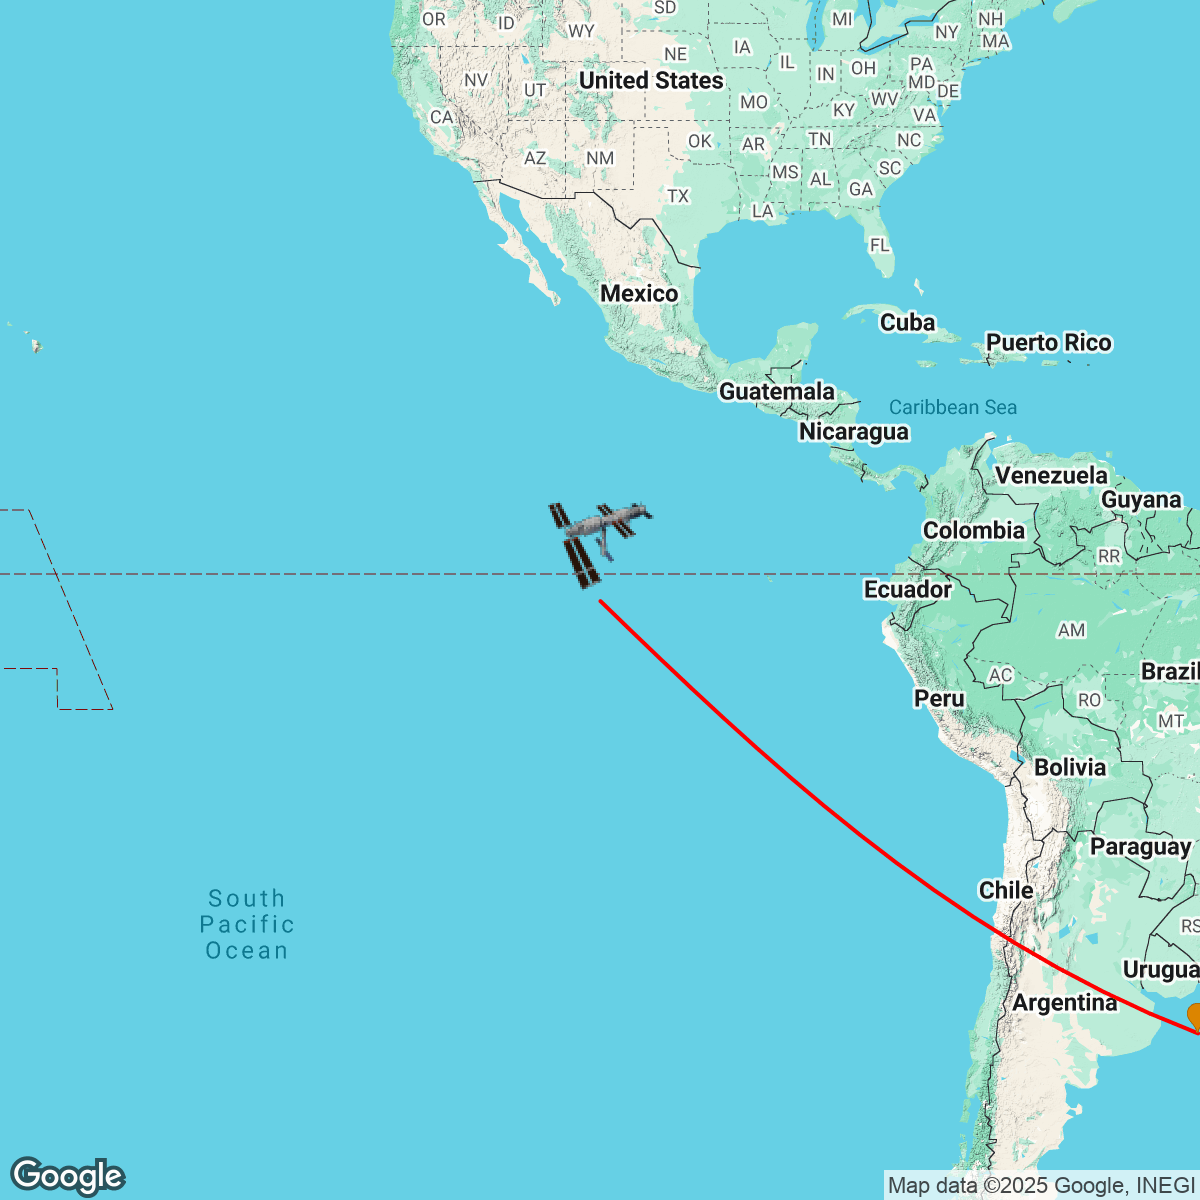 OR
ID
WY
SD
MI
NH
NY
MA
NE
IA
IL
IN
OH
PA
MD
DE
NV
UT
United States
MO
KY
WV
VA
CA
OK
AR
TN
NC
AZ
NM
MS
AL
SC
GA
TX
LA
FL
Mexico
Cuba
Puerto Rico
Guatemala
Caribbean Sea
Nicaragua
Venezuela
Guyana
Colombia
RR
Ecuador
AM
AC
Brazil
Peru
RO
MT
Bolivia
Paraguay
Chile
South
Pacific
Ocean
RS
Urugua
Argentina
Google
Map data ©2025 Google, INEGI